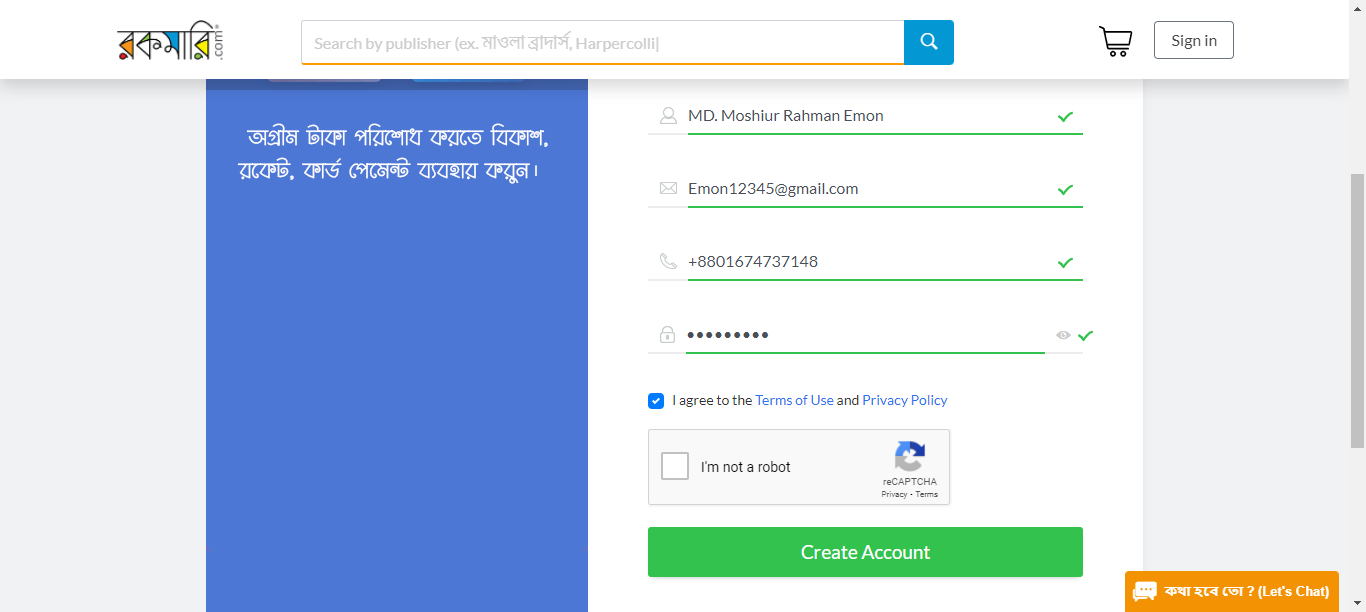 রকমারি.com
Search by publisher (ex. মাওলা ব্রাদার্স, Harpercolli|
Sign in
অগ্রীম টাকা পরিশোধ করতে বিকাশ,
রকেট, কার্ড পেমেন্ট ব্যবহার করুন।
MD. Moshiur Rahman Emon
Emon12345@gmail.com
+8801674737148
•••••••••
I agree to the Terms of Use and Privacy Policy
I'm not a robot
reCAPTCHA
Privacy - Terms
Create Account
কথা হবে তো ? (Let's Chat)